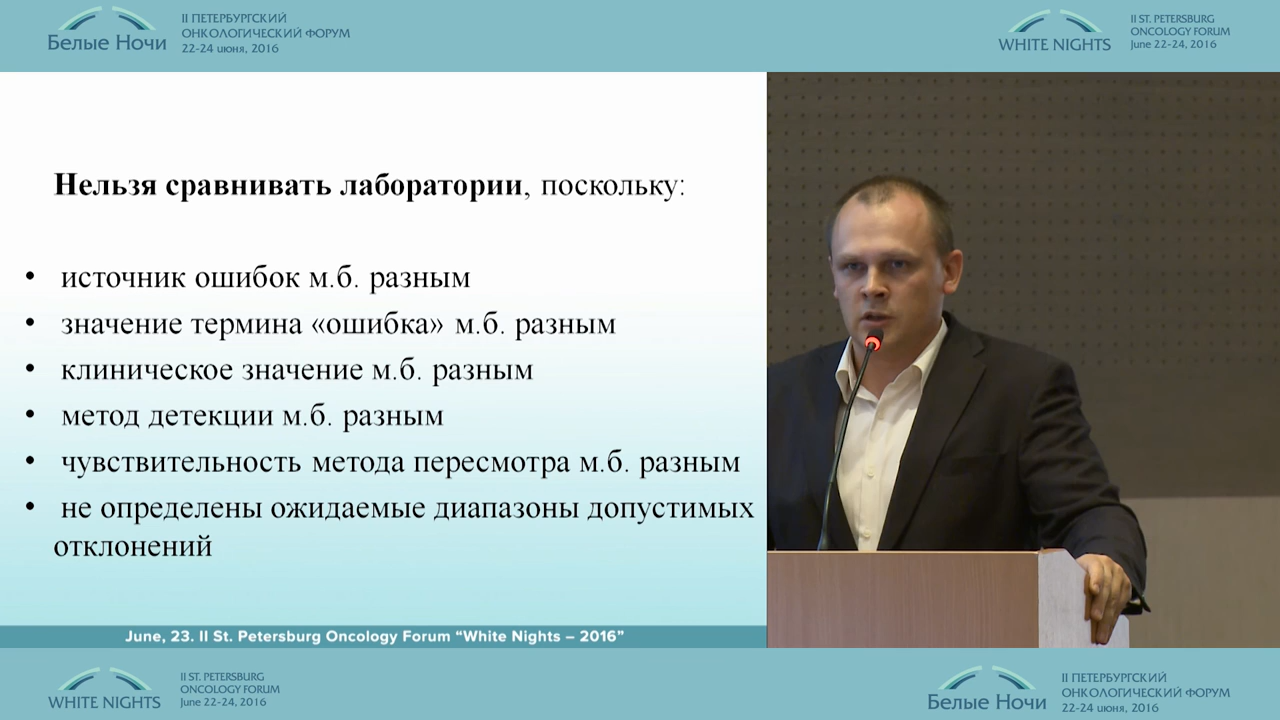 Белые Ночи
II ПЕТЕРБУРГСКИЙ
ОНКОЛОГИЧЕСКИЙ ФОРУМ
22-24 июня, 2016
WHITE NIGHTS
II ST. PETERSBURG
ONCOLOGY FORUM
June 22-24, 2016
Нельзя сравнивать лаборатории, поскольку:
• источник ошибок м.б. разным
• значение термина «ошибка» м.б. разным
• клиническое значение м.б. разным
• метод детекции м.б. разным
• чувствительность метода пересмотра м.б. разным
• не определены ожидаемые диапазоны допустимых
отклонений
June, 23. II St. Petersburg Oncology Forum “White Nights – 2016”
WHITE NIGHTS
II ST. PETERSBURG
ONCOLOGY FORUM
June 22-24, 2016
Белые Ночи
II ПЕТЕРБУРГСКИЙ
ОНКОЛОГИЧЕСКИЙ ФОРУМ
22-24 июня, 2016